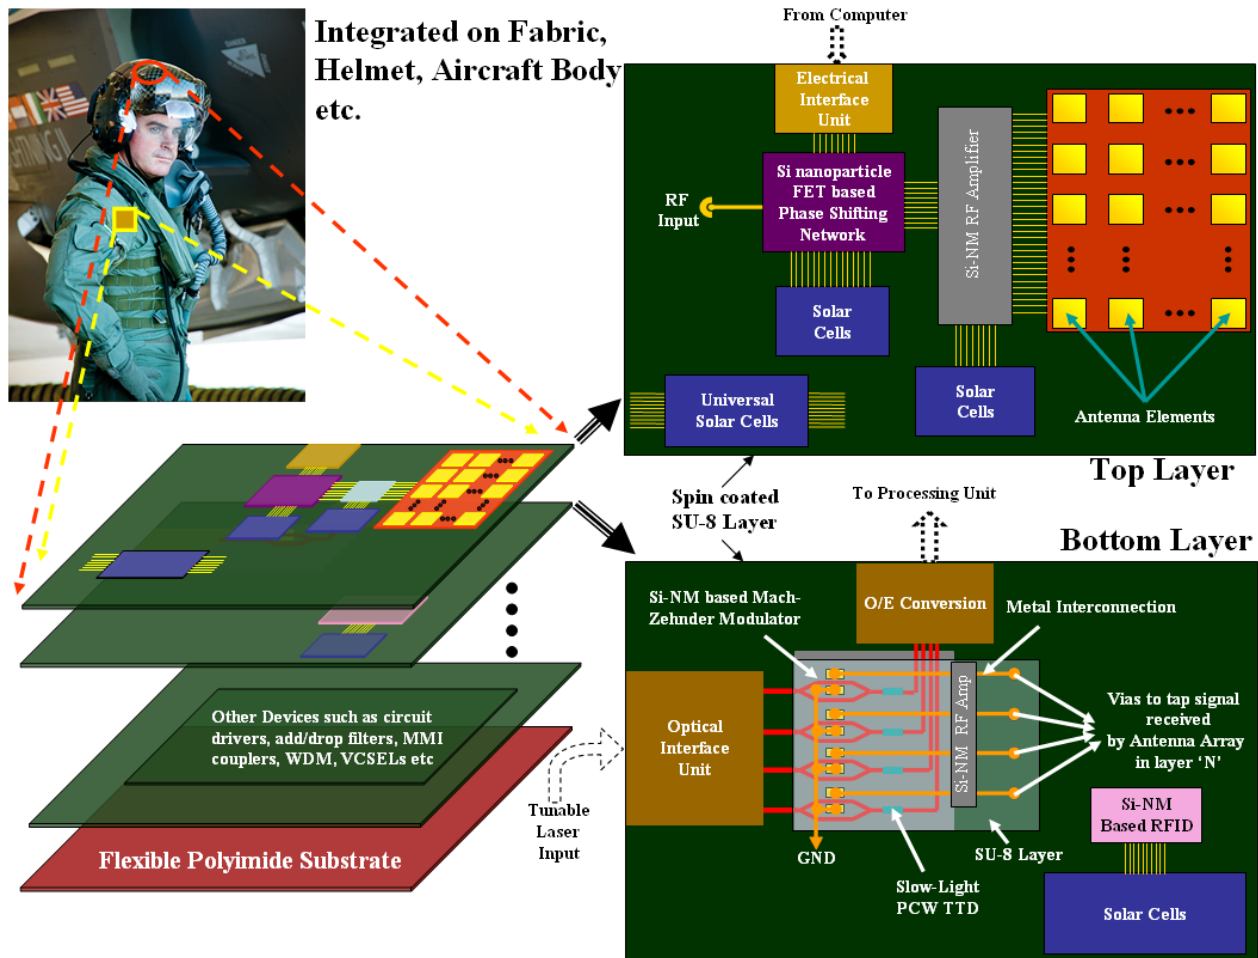 Integrated on Fabric,
Helmet, Aircraft Body
etc.
From Computer
Electrical
Interface
Unit
Si nanoparticle
FET based
Phase Shifting
Network
RF
Input
Si-NM RF Amplifier
Solar
Cells
Solar
Cells
Universal
Solar Cells
Antenna Elements
Top Layer
Spin coated
SU-8 Layer
To Processing Unit
Bottom Layer
O/E Conversion
Si-NM based Mach-
Zehnder Modulator
Metal Interconnection
Optical
Interface
Unit
Si-NM RF Amp
Vias to tap signal
received
by Antenna Array
in layer ‘N’
Si-NM
Based RFID
GND
SU-8 Layer
Slow-Light
PCW TTD
Solar Cells
Tunable
Laser
Input
Other Devices such as circuit
drivers, add/drop filters, MMI
couplers, WDM, VCSELs etc
Flexible Polyimide Substrate